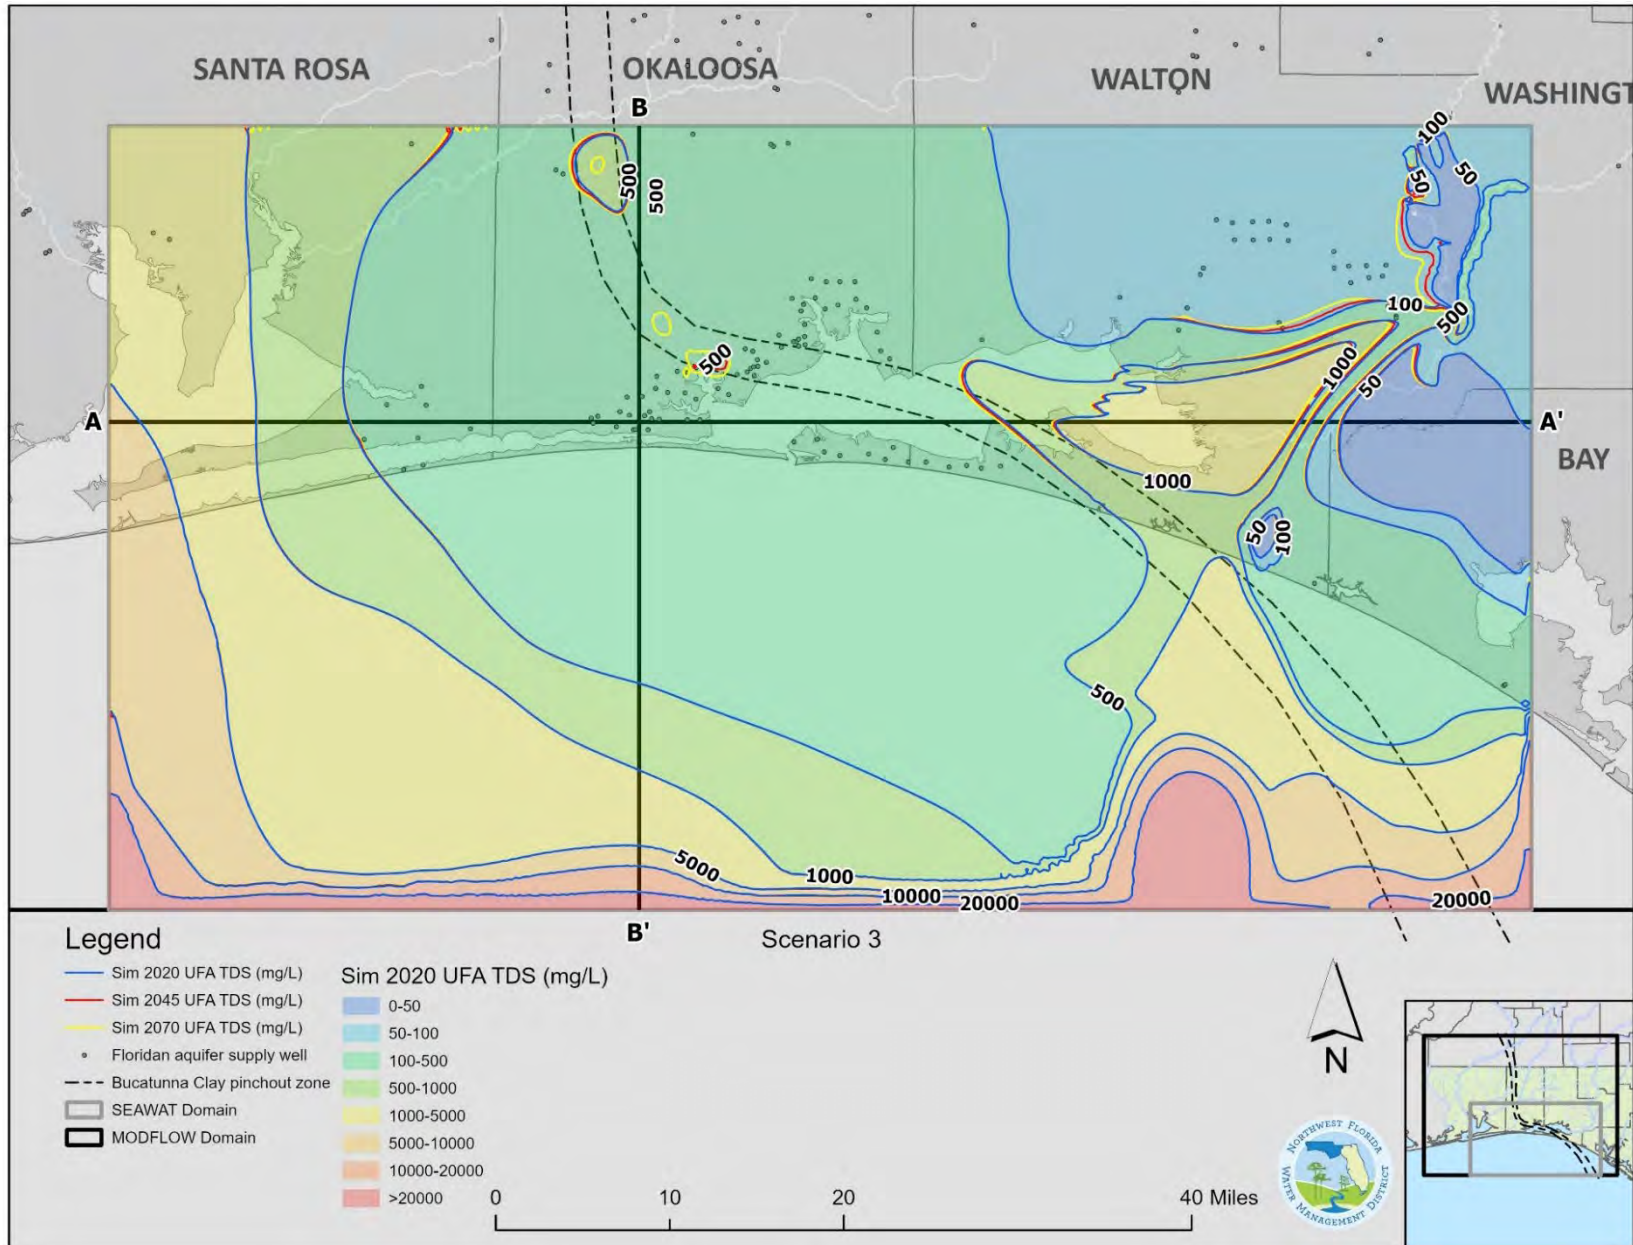 SANTA ROSA
OKALOOSA
WALTON
WASHINGT
B
100
50
50
500
500
100
500
500
1000
50
A
A'
BAY
1000
50
100
500
5000
1000
10000
20000
20000
B'
Scenario 3
Legend
Sim 2020 UFA TDS (mg/L)
Sim 2045 UFA TDS (mg/L)
Sim 2070 UFA TDS (mg/L)
Floridan aquifer supply well
Bucatunna Clay pinchout zone
SEAWAT Domain
MODFLOW Domain
Sim 2020 UFA TDS (mg/L)
0-50
50-100
100-500
500-1000
1000-5000
5000-10000
10000-20000
>20000
N
NORTHWEST FLORIDA
WATER MANAGEMENT DISTRICT
0 10 20 40 Miles